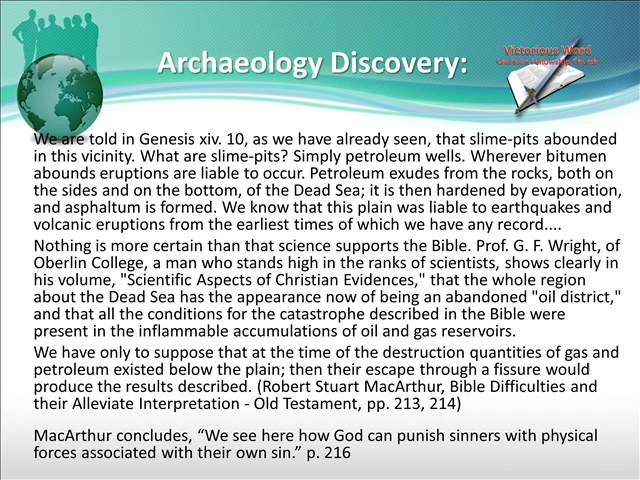 Archaeology Discovery:
Victorious Word
Christian Fellowship Church
We are told in Genesis xiv. 10, as we have already seen, that slime-pits abounded
in this vicinity. What are slime-pits? Simply petroleum wells. Wherever bitumen
abounds eruptions are liable to occur. Petroleum exudes from the rocks, both on
the sides and on the bottom, of the Dead Sea; it is then hardened by evaporation,
and asphaltum is formed. We know that this plain was liable to earthquakes and
volcanic eruptions from the earliest times of which we have any record....
Nothing is more certain than that science supports the Bible. Prof. G. F. Wright, of
Oberlin College, a man who stands high in the ranks of scientists, shows clearly in
his volume, "Scientific Aspects of Christian Evidences," that the whole region
about the Dead Sea has the appearance now of being an abandoned "oil district,"
and that all the conditions for the catastrophe described in the Bible were
present in the inflammable accumulations of oil and gas reservoirs.
We have only to suppose that at the time of the destruction quantities of gas and
petroleum existed below the plain; then their escape through a fissure would
produce the results described. (Robert Stuart MacArthur, Bible Difficulties and
their Alleviate Interpretation - Old Testament, pp. 213, 214)
MacArthur concludes, “We see here how God can punish sinners with physical
forces associated with their own sin.” p. 216